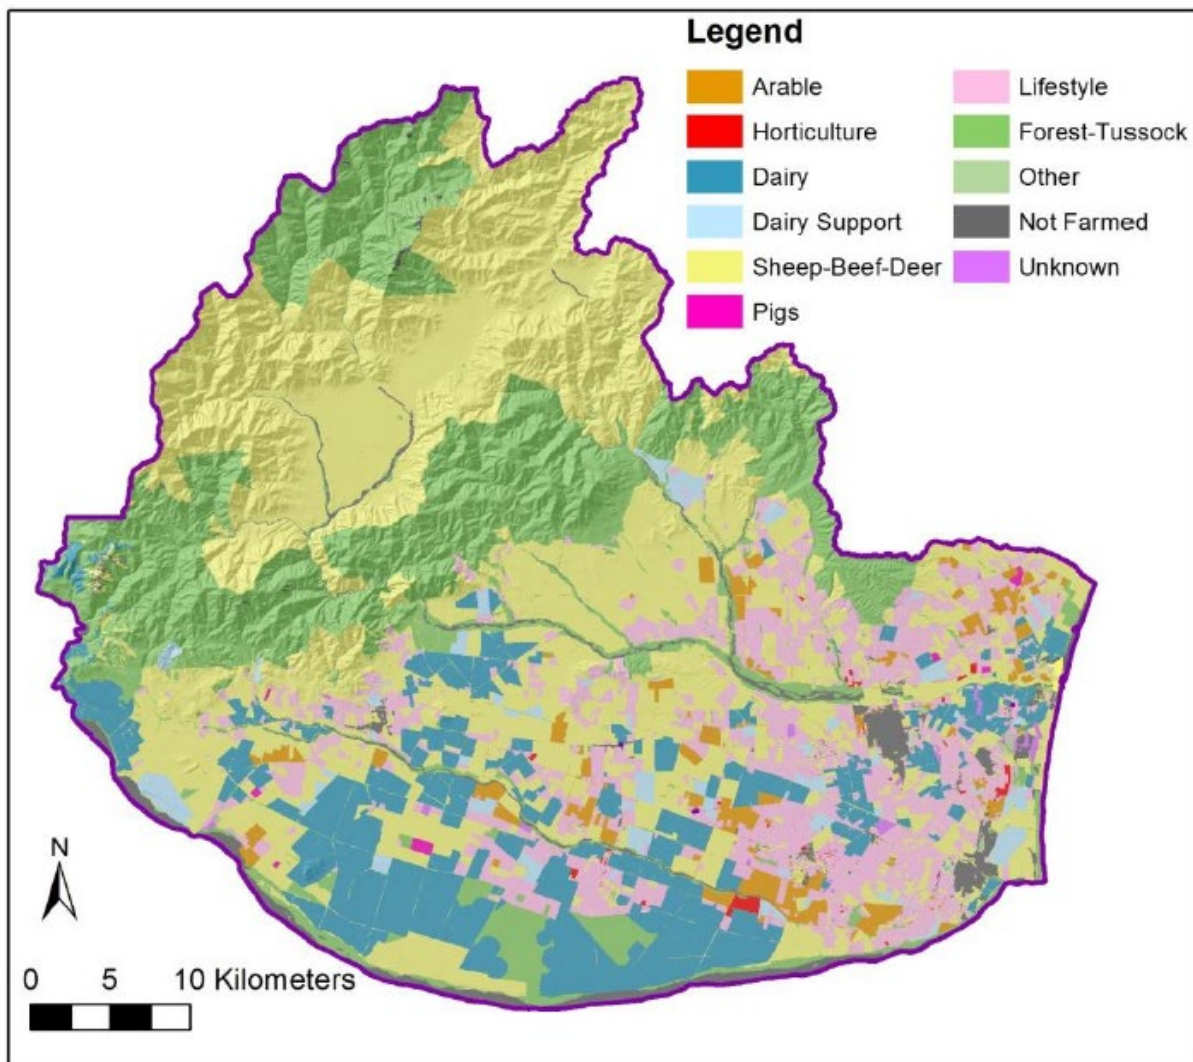 Legend
Arable
Horticulture
Dairy
Dairy Support
Sheep-Beef-Deer
Pigs
Lifestyle
Forest-Tussock
Other
Not Farmed
Unknown
N
0 5 10 Kilometers